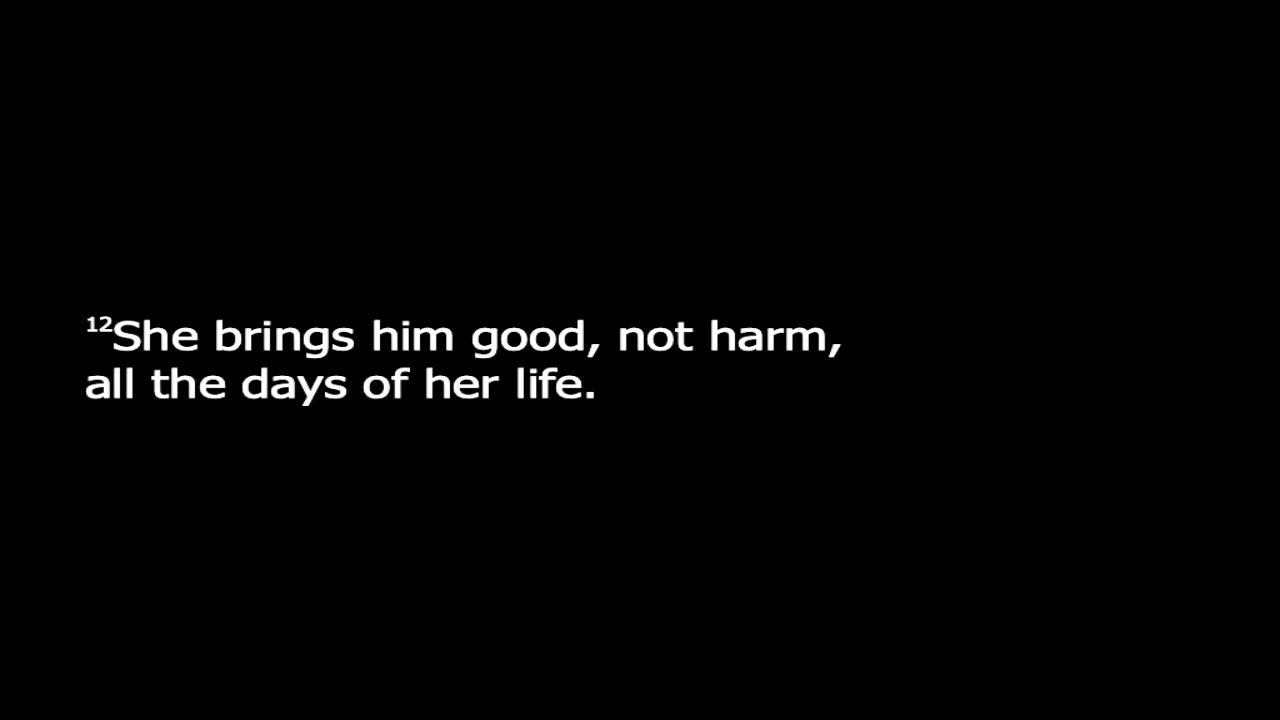 ¹²She brings him good, not harm,
all the days of her life.